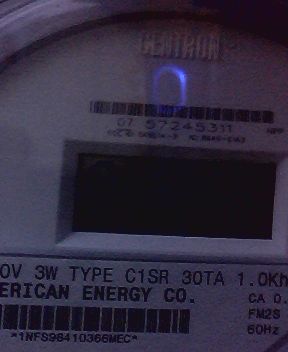 CENTRON
07 57245311
0V 3W TYPE C1SR 30TA 1.0Kh
ERICAN ENERGY CO.
CA 0.
FM2S
60Hz
*1NFS98410366MEC*